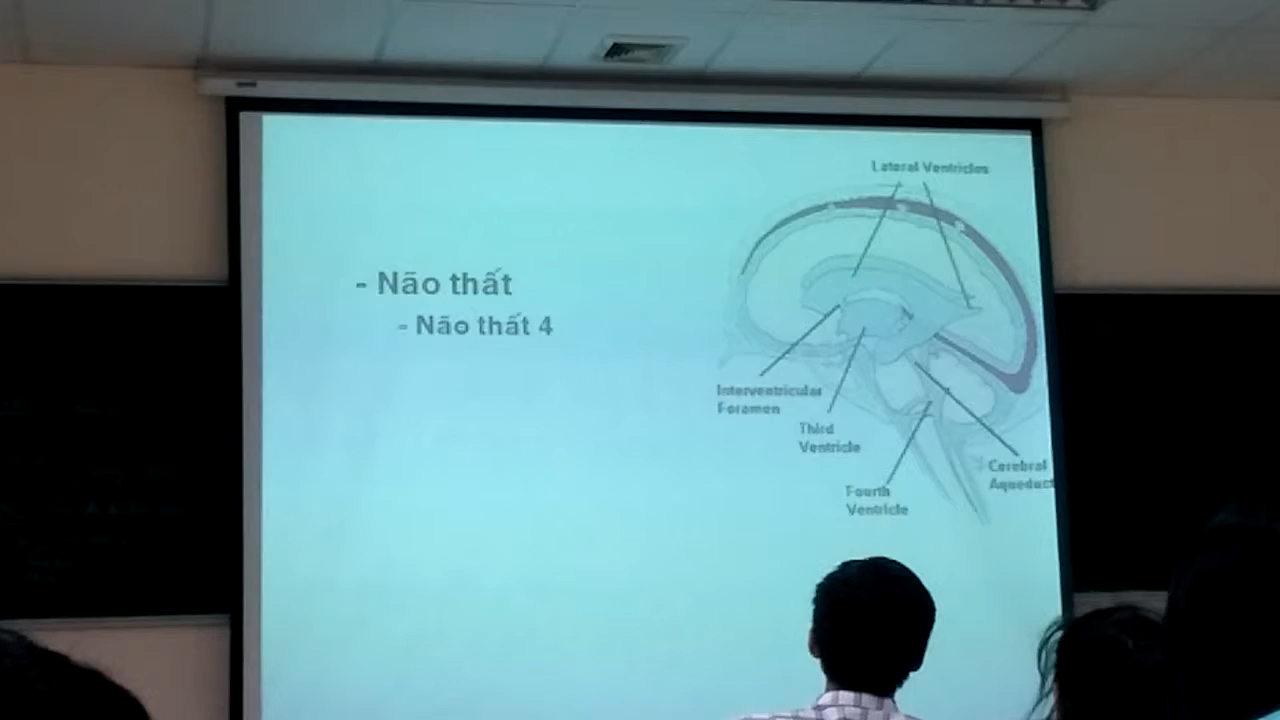 - Não thất
- Não thất 4
Lateral Ventricles
Interventricular
Foramen
Third
Ventricle
Fourth
Ventricle
Cerebral
Aqueduct